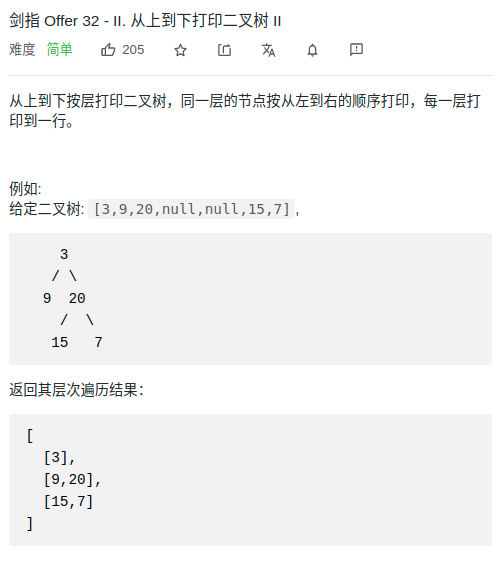 剑指 Offer 32 - II. 从上到下打印二叉树 II
难度 简单 205
从上到下按层打印二叉树，同一层的节点按从左到右的顺序打印，每一层打
印到一行。
例如:
给定二叉树: [3,9,20,null,null,15,7],
3
/ \
9 20
/ \
15 7
返回其层次遍历结果：
[
[3],
[9,20],
[15,7]
]